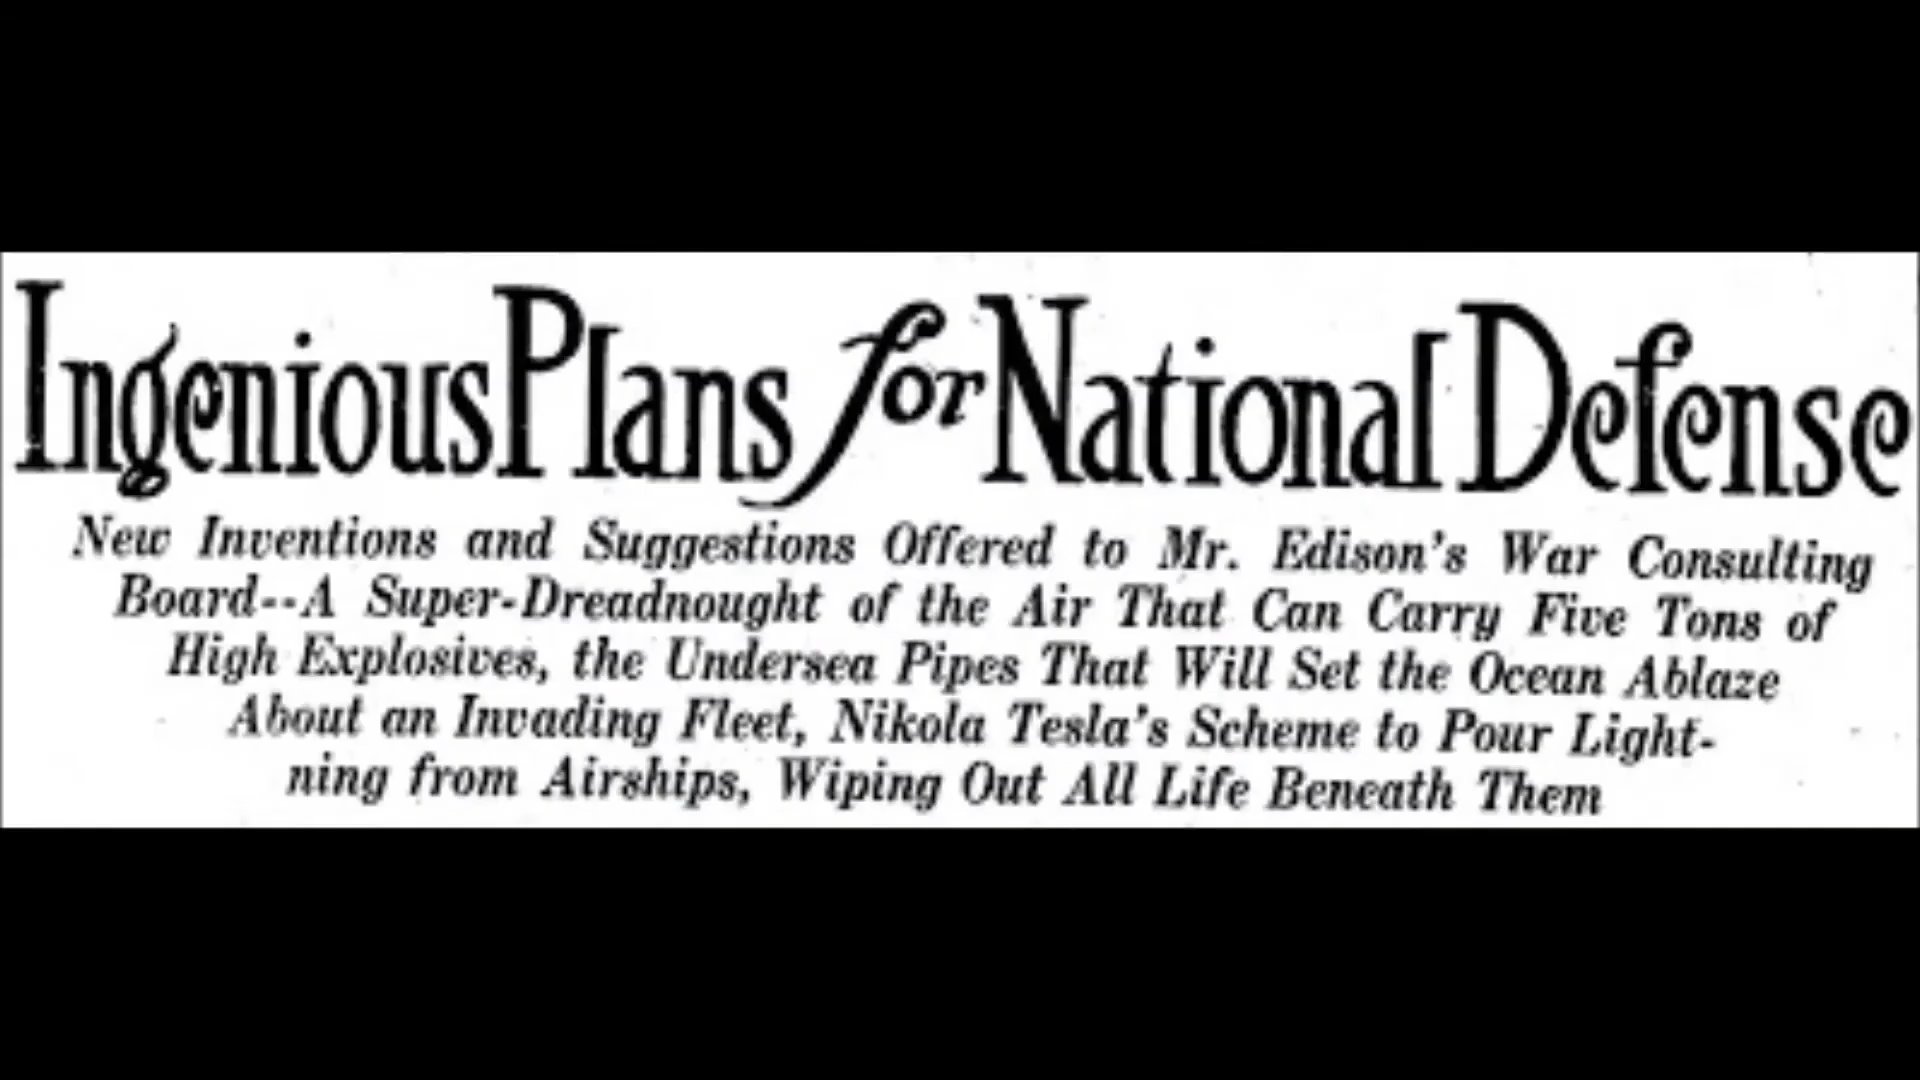 Ingenious Plans for National Defense
New Inventions and Suggestions Offered to Mr. Edison's War Consulting
Board--A Super-Dreadnought of the Air That Can Carry Five Tons of
High Explosives, the Undersea Pipes That Will Set the Ocean Ablaze
About an Invading Fleet, Nikola Tesla's Scheme to Pour Light-
ning from Airships, Wiping Out All Life Beneath Them